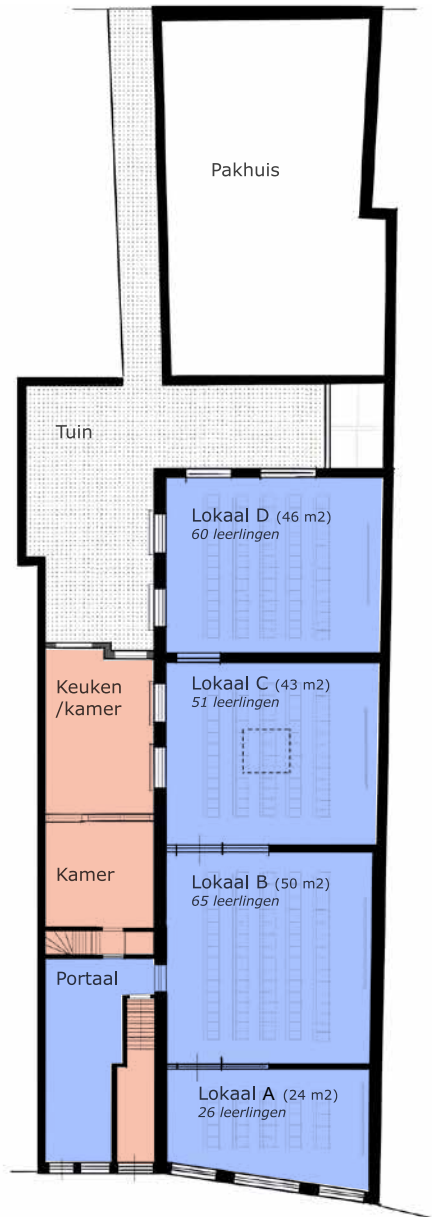 Pakhuis
Tuin
Lokaal D (46 m2)
60 leerlingen
Keuken
/kamer
Lokaal C (43 m2)
51 leerlingen
Kamer
Lokaal B (50 m2)
65 leerlingen
Portaal
Lokaal A (24 m2)
26 leerlingen